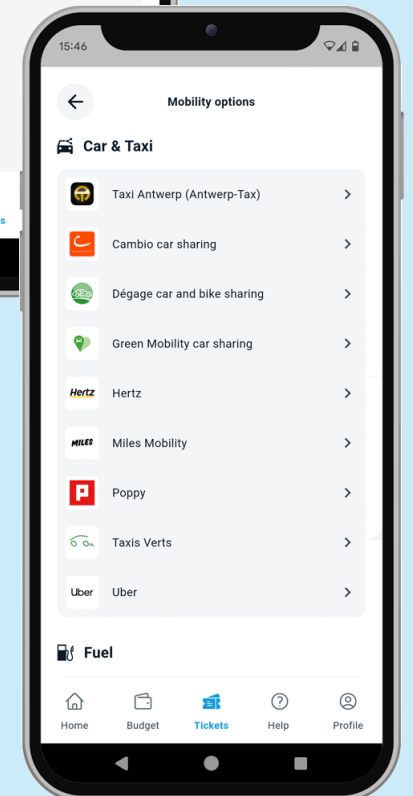 15:46
Mobility options
Car & Taxi
Taxi Antwerp (Antwerp-Tax)
Cambio car sharing
Dégage car and bike sharing
Green Mobility car sharing
Hertz Hertz
MILES Miles Mobility
P Poppy
Taxis Verts
Uber Uber
Fuel
Home Budget Tickets Help Profile